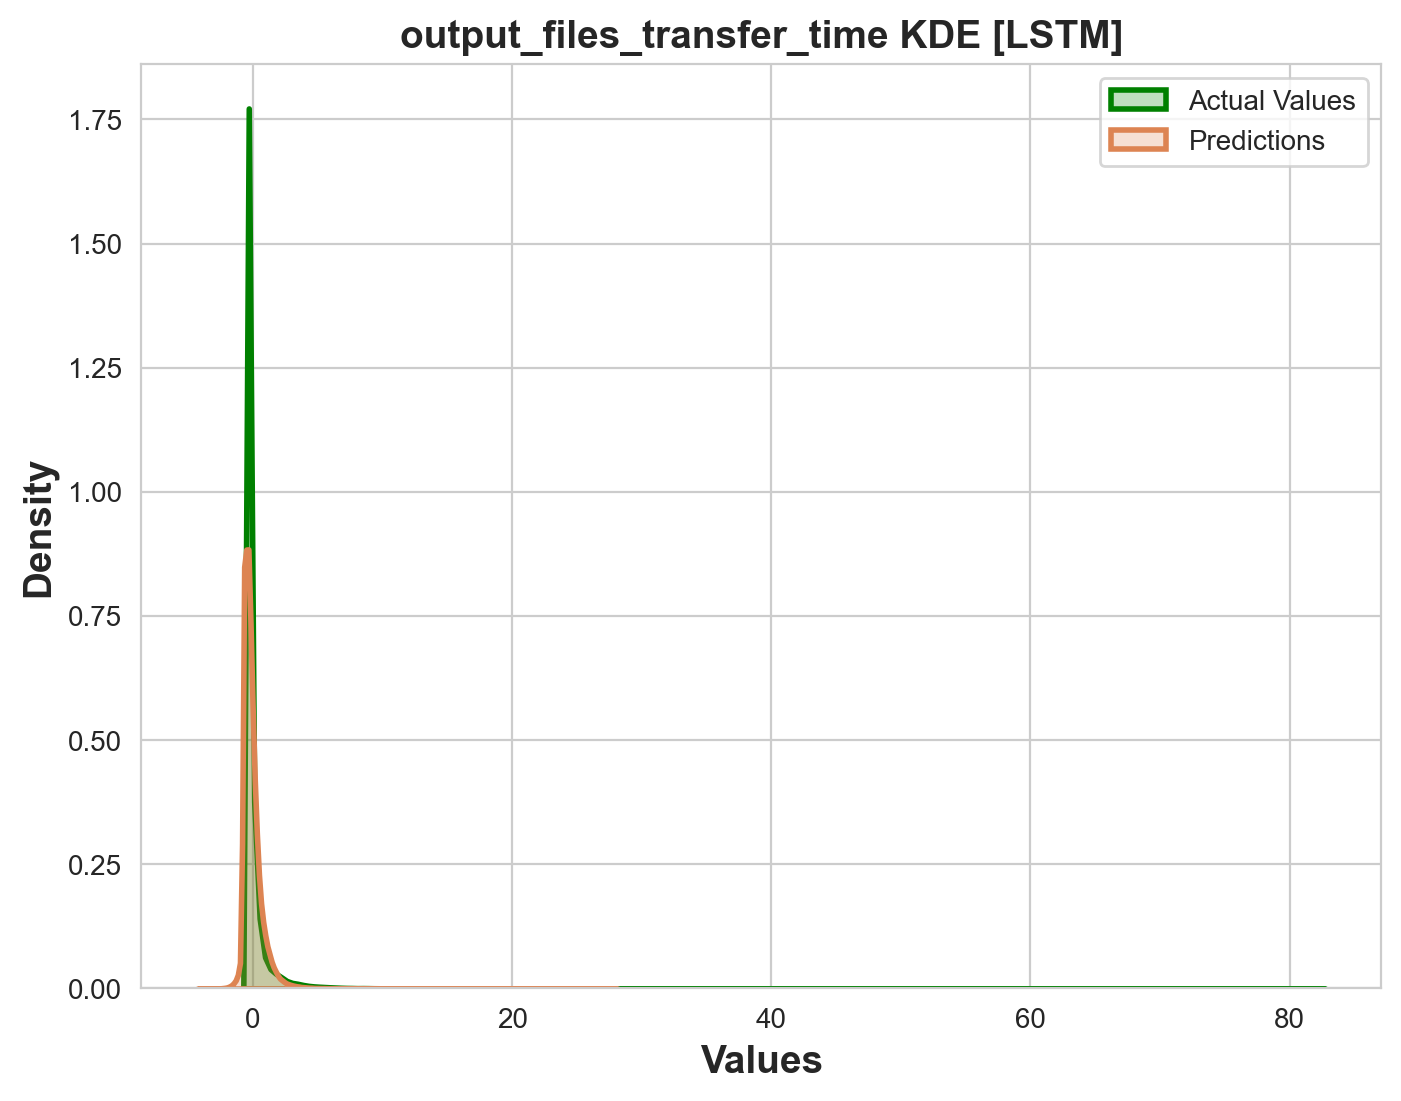 output_files_transfer_time KDE [LSTM]
Actual Values
Predictions
1.75
1.50
1.25
1.00
0.75
0.50
0.25
0.00
Density
0 20 40 60 80
Values